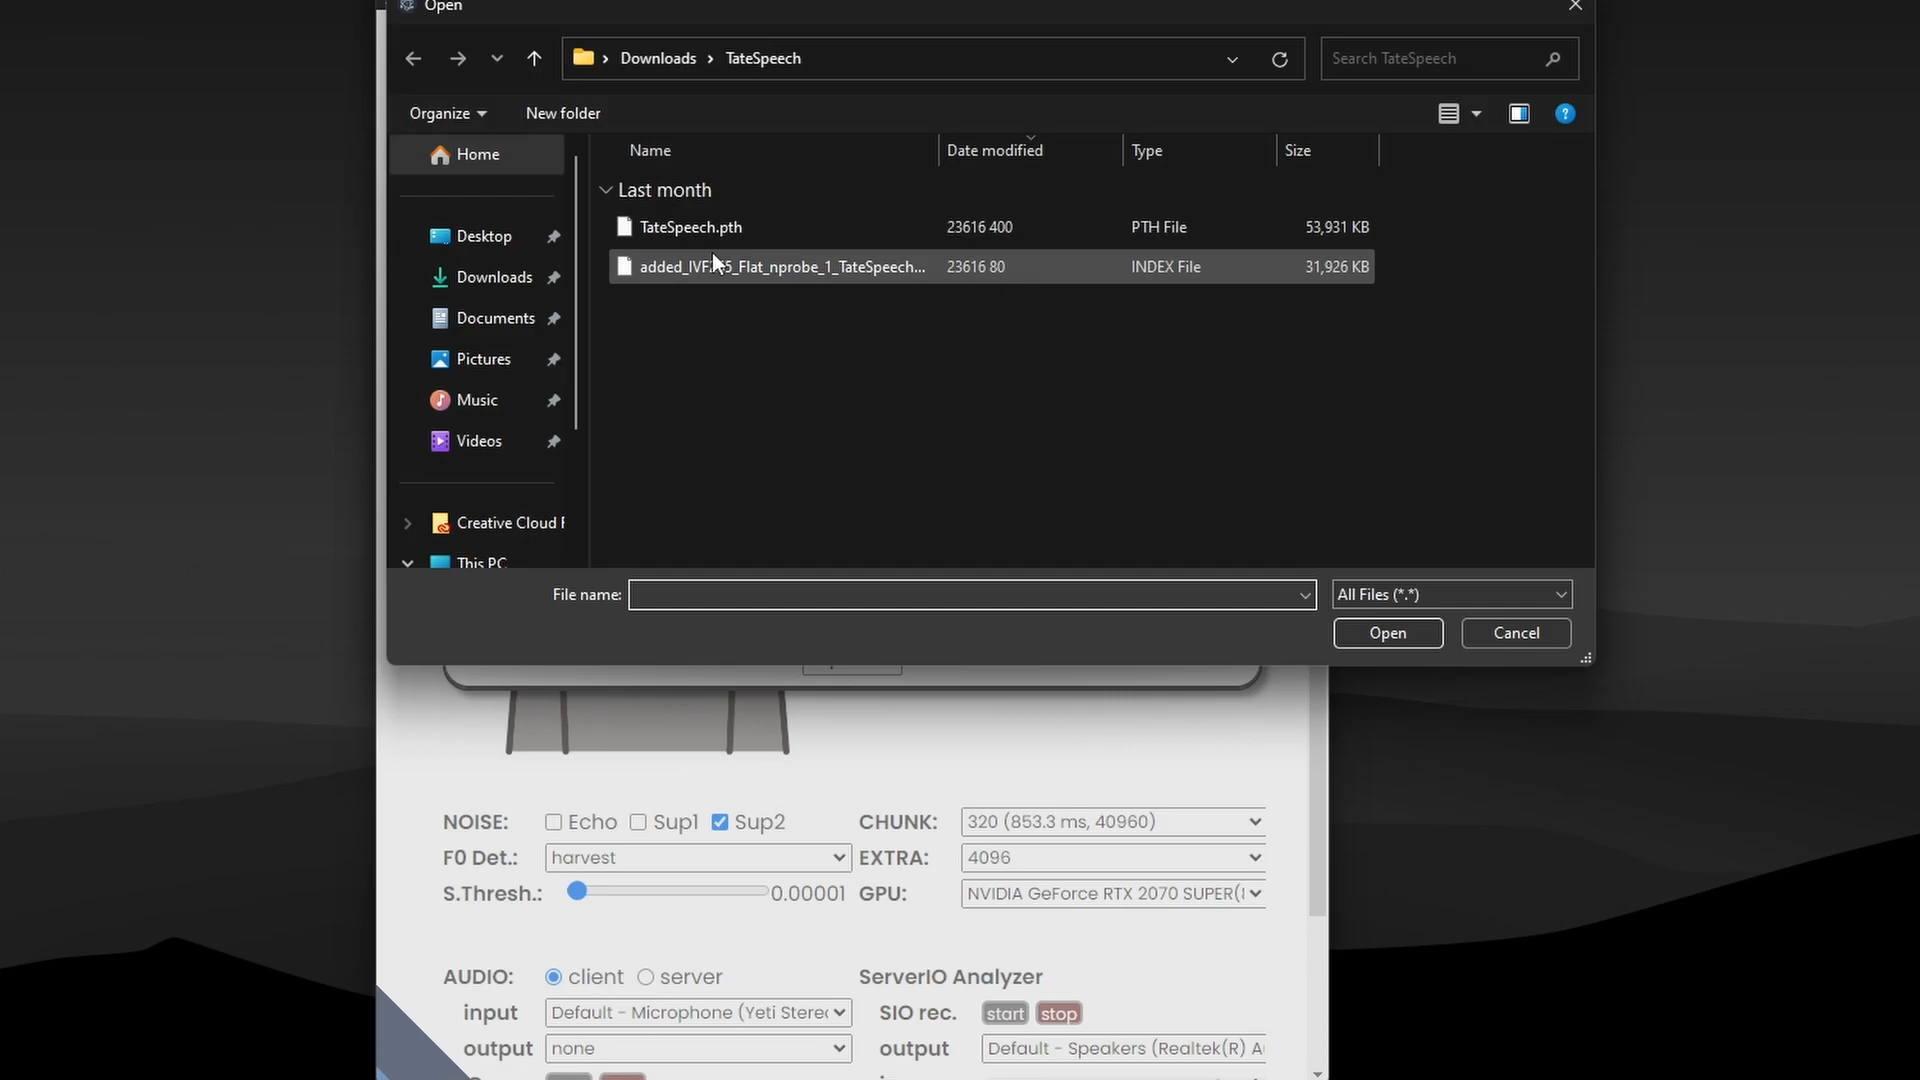 Open
Downloads > TateSpeech
Search TateSpeech
Organize
New folder
Name
Date modified
Type
Size
Home
Last month
TateSpeech.pth
23616 400
PTH File
53,931 KB
Desktop
5_Flat_nprobe_1_TateSpeech...
23616 80
INDEX File
31,926 KB
Downloads
Documents
Pictures
Music
Videos
Creative Cloud F
This PC
File name:
All Files (*.*)
Open
Cancel
NOISE:
Echo
Sup1
Sup2
CHUNK:
320 (853.3 ms, 40960)
F0 Det.:
harvest
EXTRA:
4096
S.Thresh.:
0.00001
GPU:
NVIDIA GeForce RTX 2070 SUPER(
AUDIO:
client
server
ServerIO Analyzer
input
Default - Microphone (Yeti Stere
SIO rec.
start
stop
output
none
output
Default - Speakers (Realtek(R) A